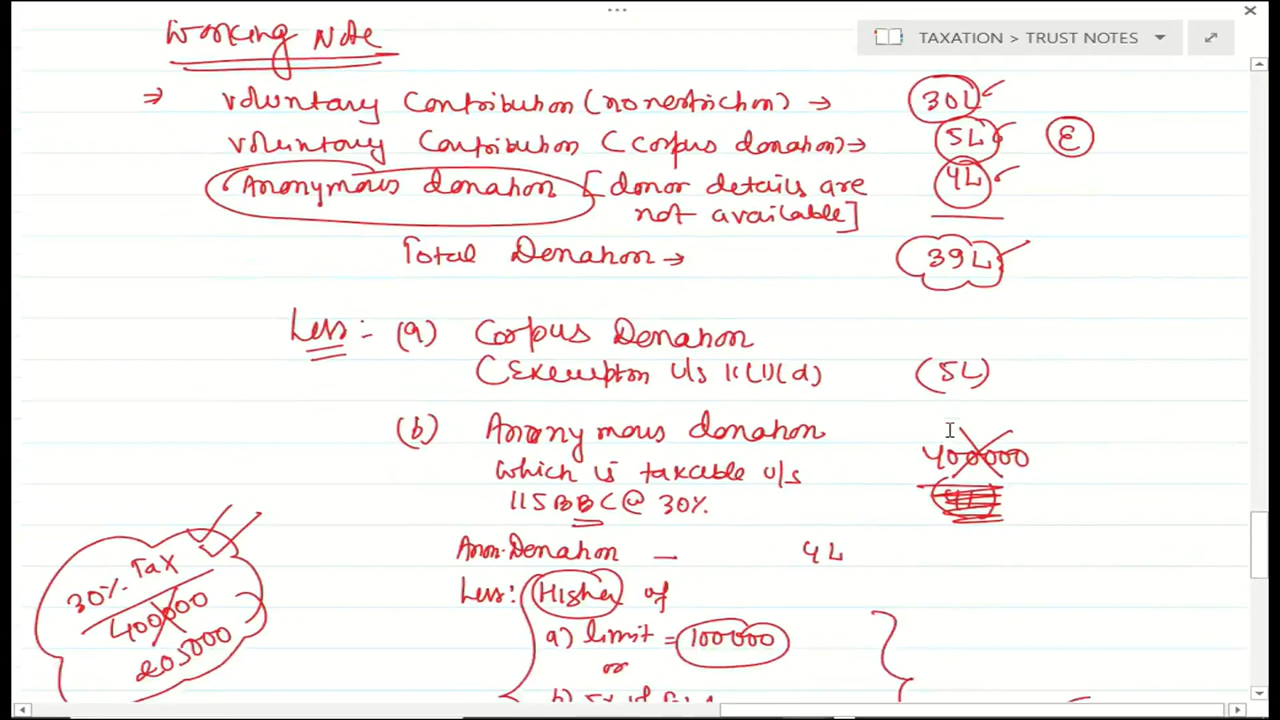 TAXATION > TRUST NOTES
Working Note
⇒ Voluntary Contribution (no restriction) → 30L
Voluntary Contribution (corpus donation) → 5L E
Anonymous donation [donor details are 4L
not available]
Total Donation → 39L
Less:- (a) Corpus Donation
(Exemption u/s 11(1)(d) (5L)
(b) Anonymous donation
which is taxable u/s 400000
115BBC@ 30%.
Anon. Donation — 4L
Less: Higher of
a) limit = 100000
or
30% Tax
400000
205000